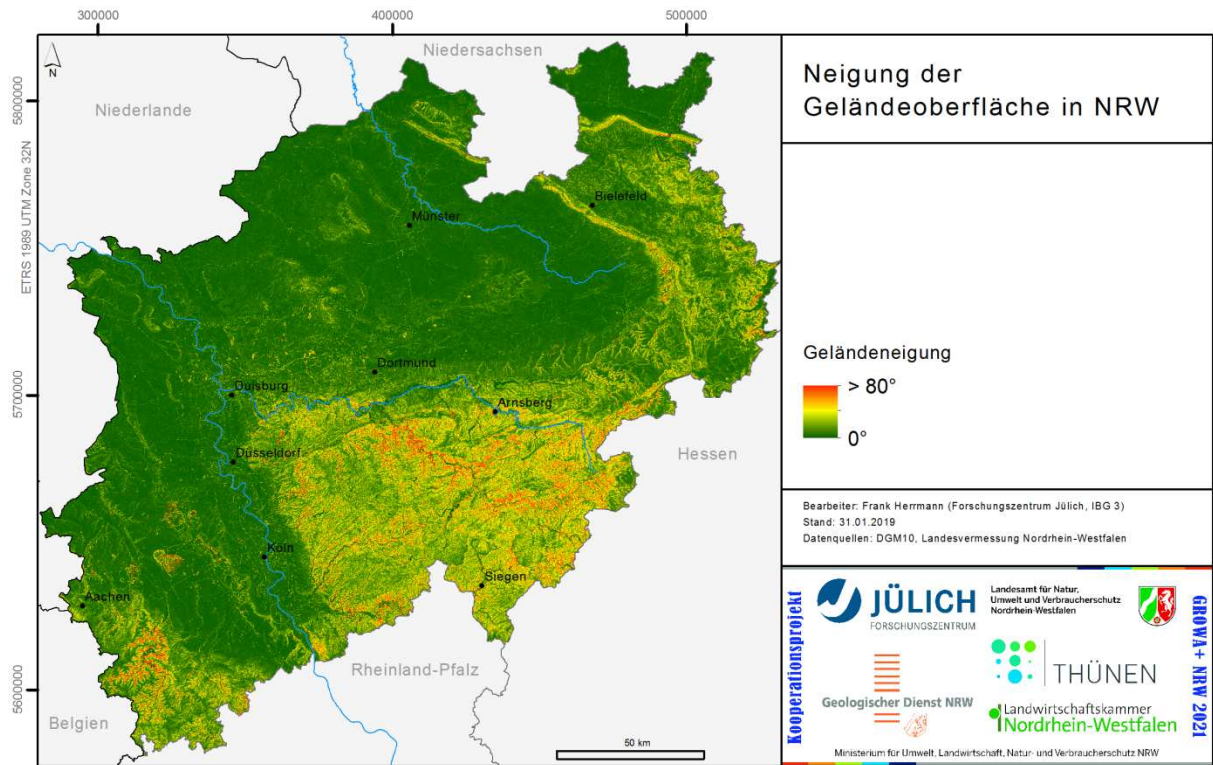 300000
400000
500000
5800000
5700000
5600000
ETRS 1989 UTM Zone 32N
N
Niederlande
Niedersachsen
Bielefeld
Münster
Dortmund
Duisburg
Arnsberg
Düsseldorf
Hessen
Köln
Siegen
Aachen
Rheinland-Pfalz
Belgien
50 km
Neigung der
Geländeoberfläche in NRW
Geländeneigung
> 80°
0°
Bearbeiter: Frank Herrmann (Forschungszentrum Jülich, IBG 3)
Stand: 31.01.2019
Datenquellen: DGM10, Landesvermessung Nordrhein-Westfalen
Kooperationsprojekt
JÜLICH
FORSCHUNGSZENTRUM
Landesamt für Natur,
Umwelt und Verbraucherschutz
Nordrhein-Westfalen
Geologischer Dienst NRW
THÜNEN
Landwirtschaftskammer
Nordrhein-Westfalen
GROWA+ NRW 2021
Ministerium für Umwelt, Landwirtschaft, Natur- und Verbraucherschutz NRW